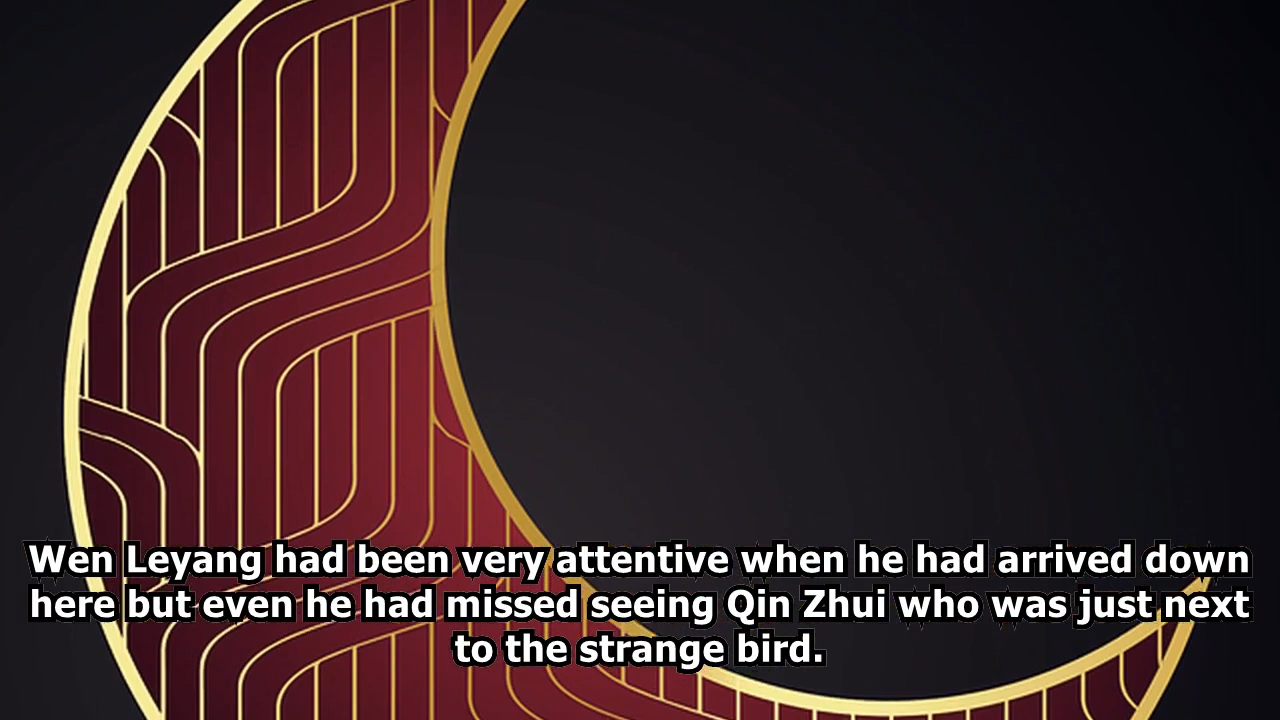 Wen Leyang had been very attentive when he had arrived down
here but even he had missed seeing Qin Zhui who was just next
to the strange bird.